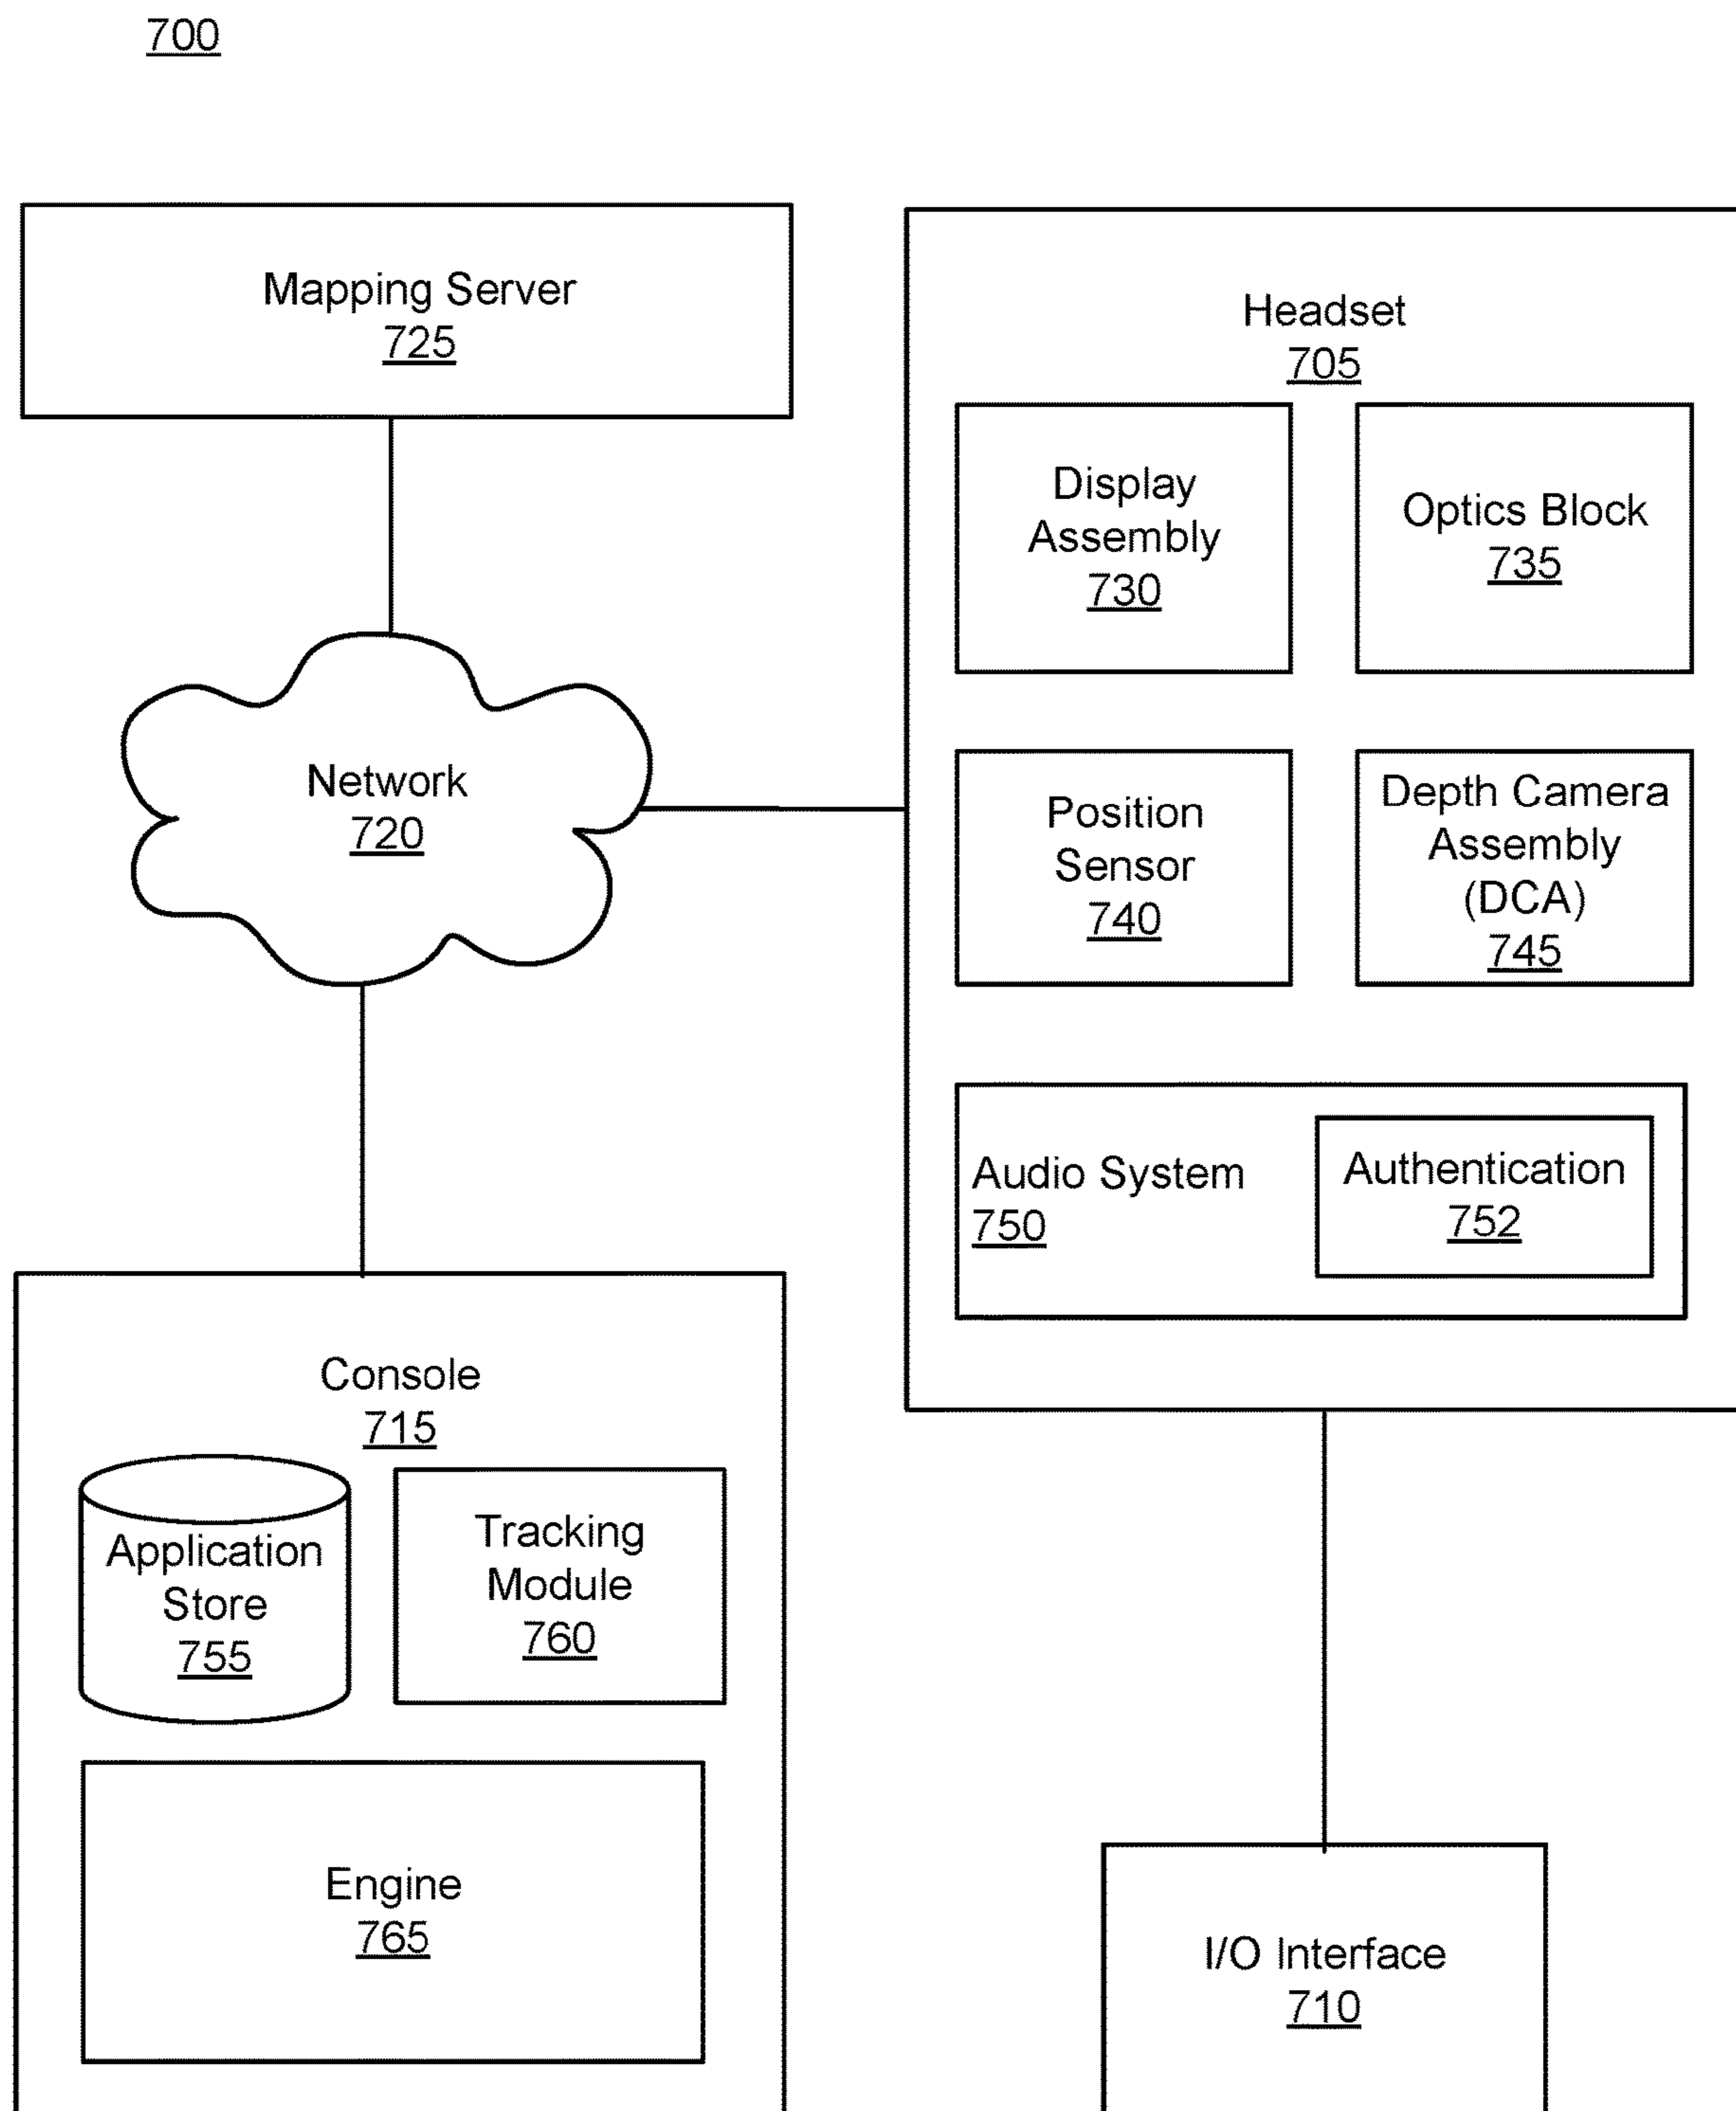 700
Mapping Server
725
Headset
705
Display
Assembly
730
Optics Block
735
Network
720
Position
Sensor
740
Depth Camera
Assembly
(DCA)
745
Audio System
750
Authentication
752
Console
715
Application
Store
755
Tracking
Module
760
Engine
765
I/O Interface
710